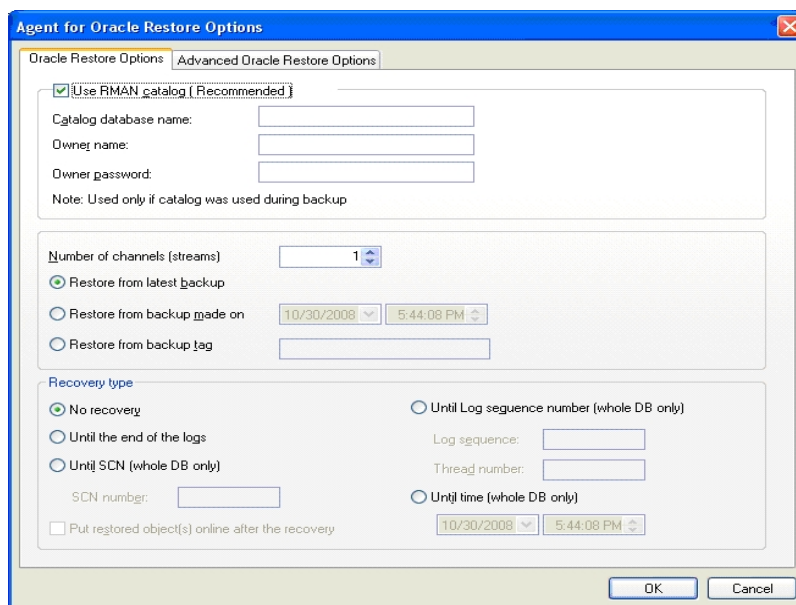 Agent for Oracle Restore Options
Oracle Restore Options
Advanced Oracle Restore Options
Use RMAN catalog ( Recommended )
Catalog database name:
Owner name:
Owner password:
Note: Used only if catalog was used during backup
Number of channels (streams)
1
Restore from latest backup
Restore from backup made on
10/30/2008
5:44:08 PM
Restore from backup tag
Recovery type
No recovery
Until the end of the logs
Until SCN (whole DB only)
SCN number:
Put restored object(s) online after the recovery
Until Log sequence number (whole DB only)
Log sequence:
Thread number:
Until time (whole DB only)
10/30/2008
5:44:08 PM
OK
Cancel